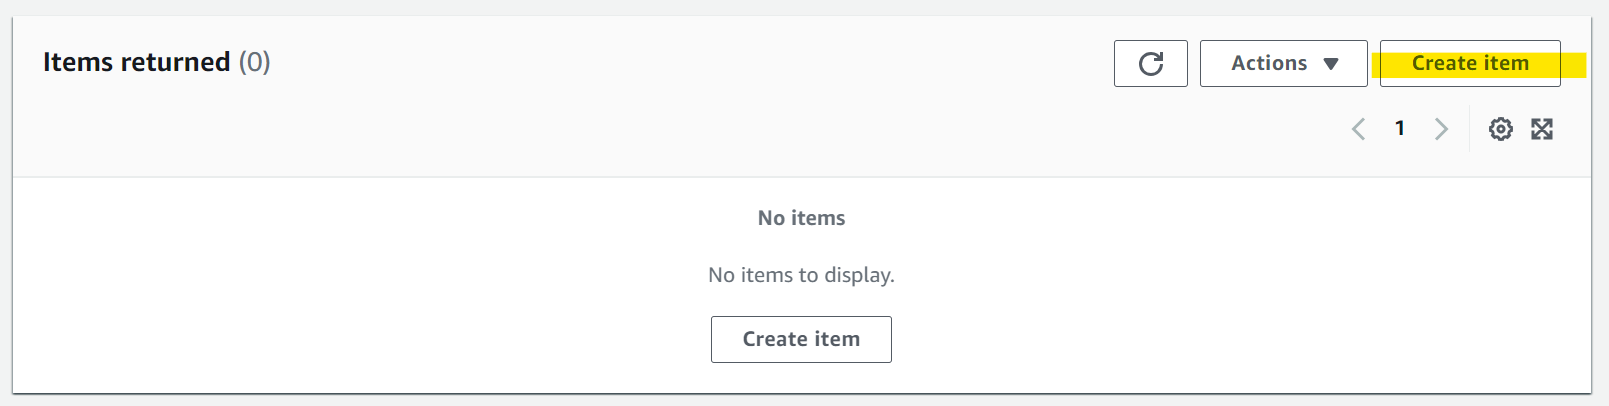 Items returned (0)
Actions
Create item
1
No items
No items to display.
Create item